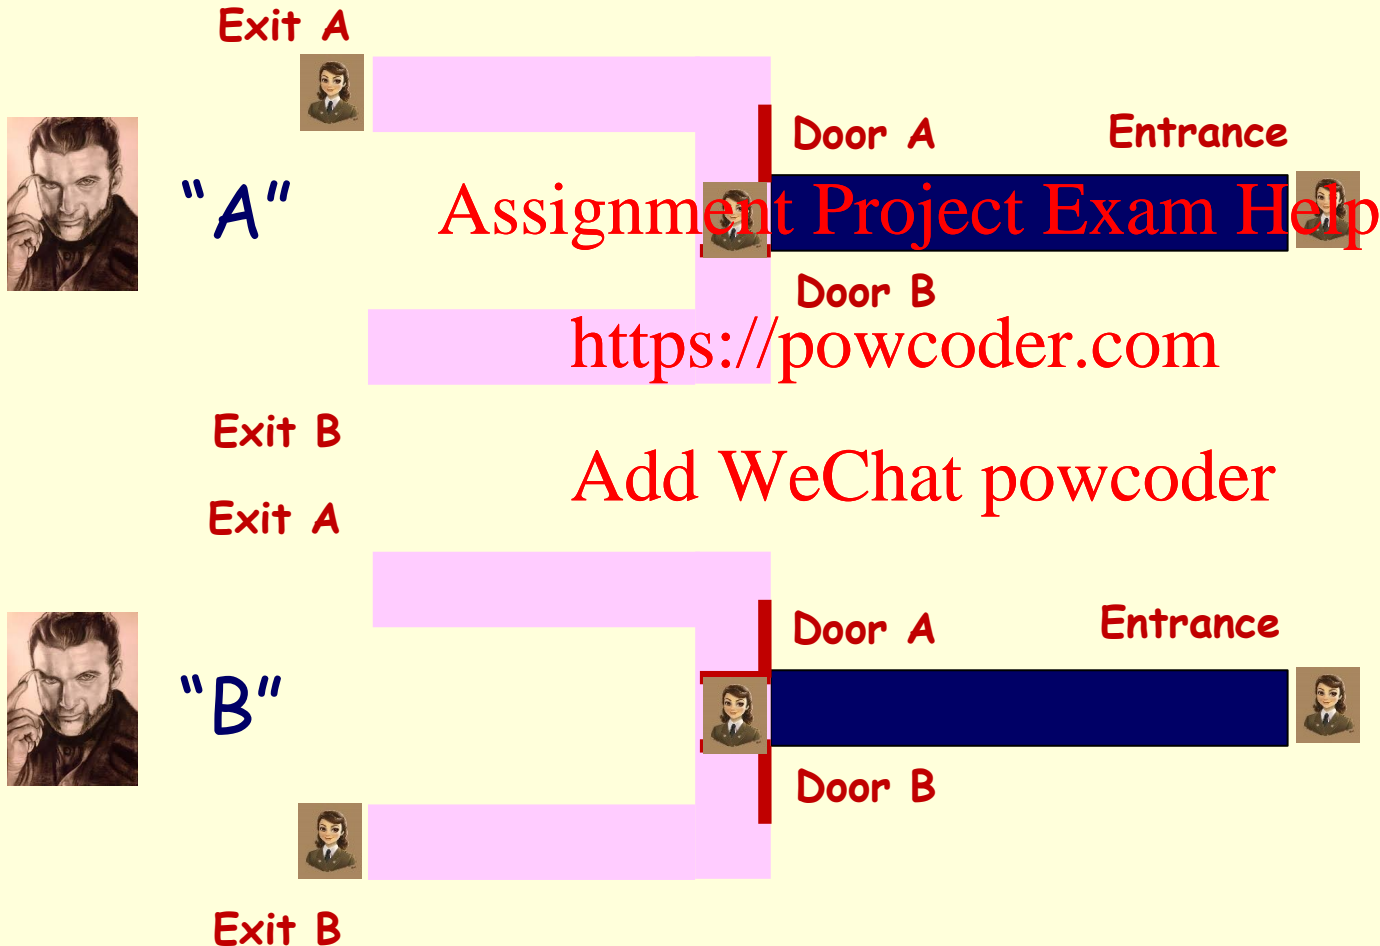 Exit A
Door A
Entrance
“A”
Assignment Project Exam Help
Door B
https://powcoder.com
Exit B
Add WeChat powcoder
Exit A
Door A
Entrance
“B”
Door B
Exit B